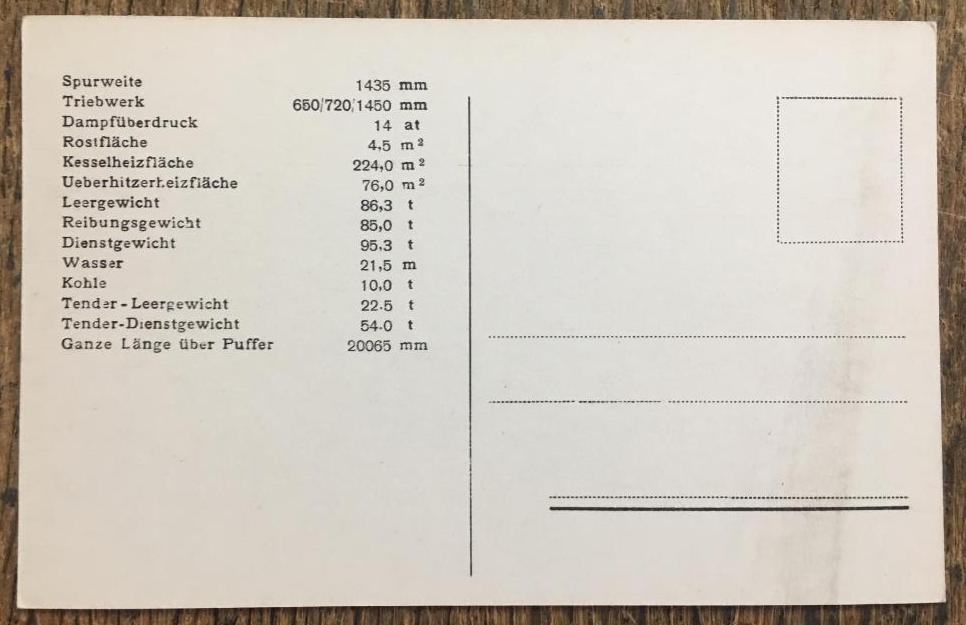 Spurweite 1435 mm
Triebwerk 650/720/1450 mm
Dampfüberdruck 14 at
Rostfläche 4,5 m²
Kesselheizfläche 224,0 m²
Ueberhitzerheizfläche 76,0 m²
Leergewicht 86,3 t
Reibungsgewicht 85,0 t
Dienstgewicht 95,3 t
Wasser 21,5 m
Kohle 10,0 t
Tender-Leergewicht 22.5 t
Tender-Dienstgewicht 54.0 t
Ganze Länge über Puffer 20065 mm